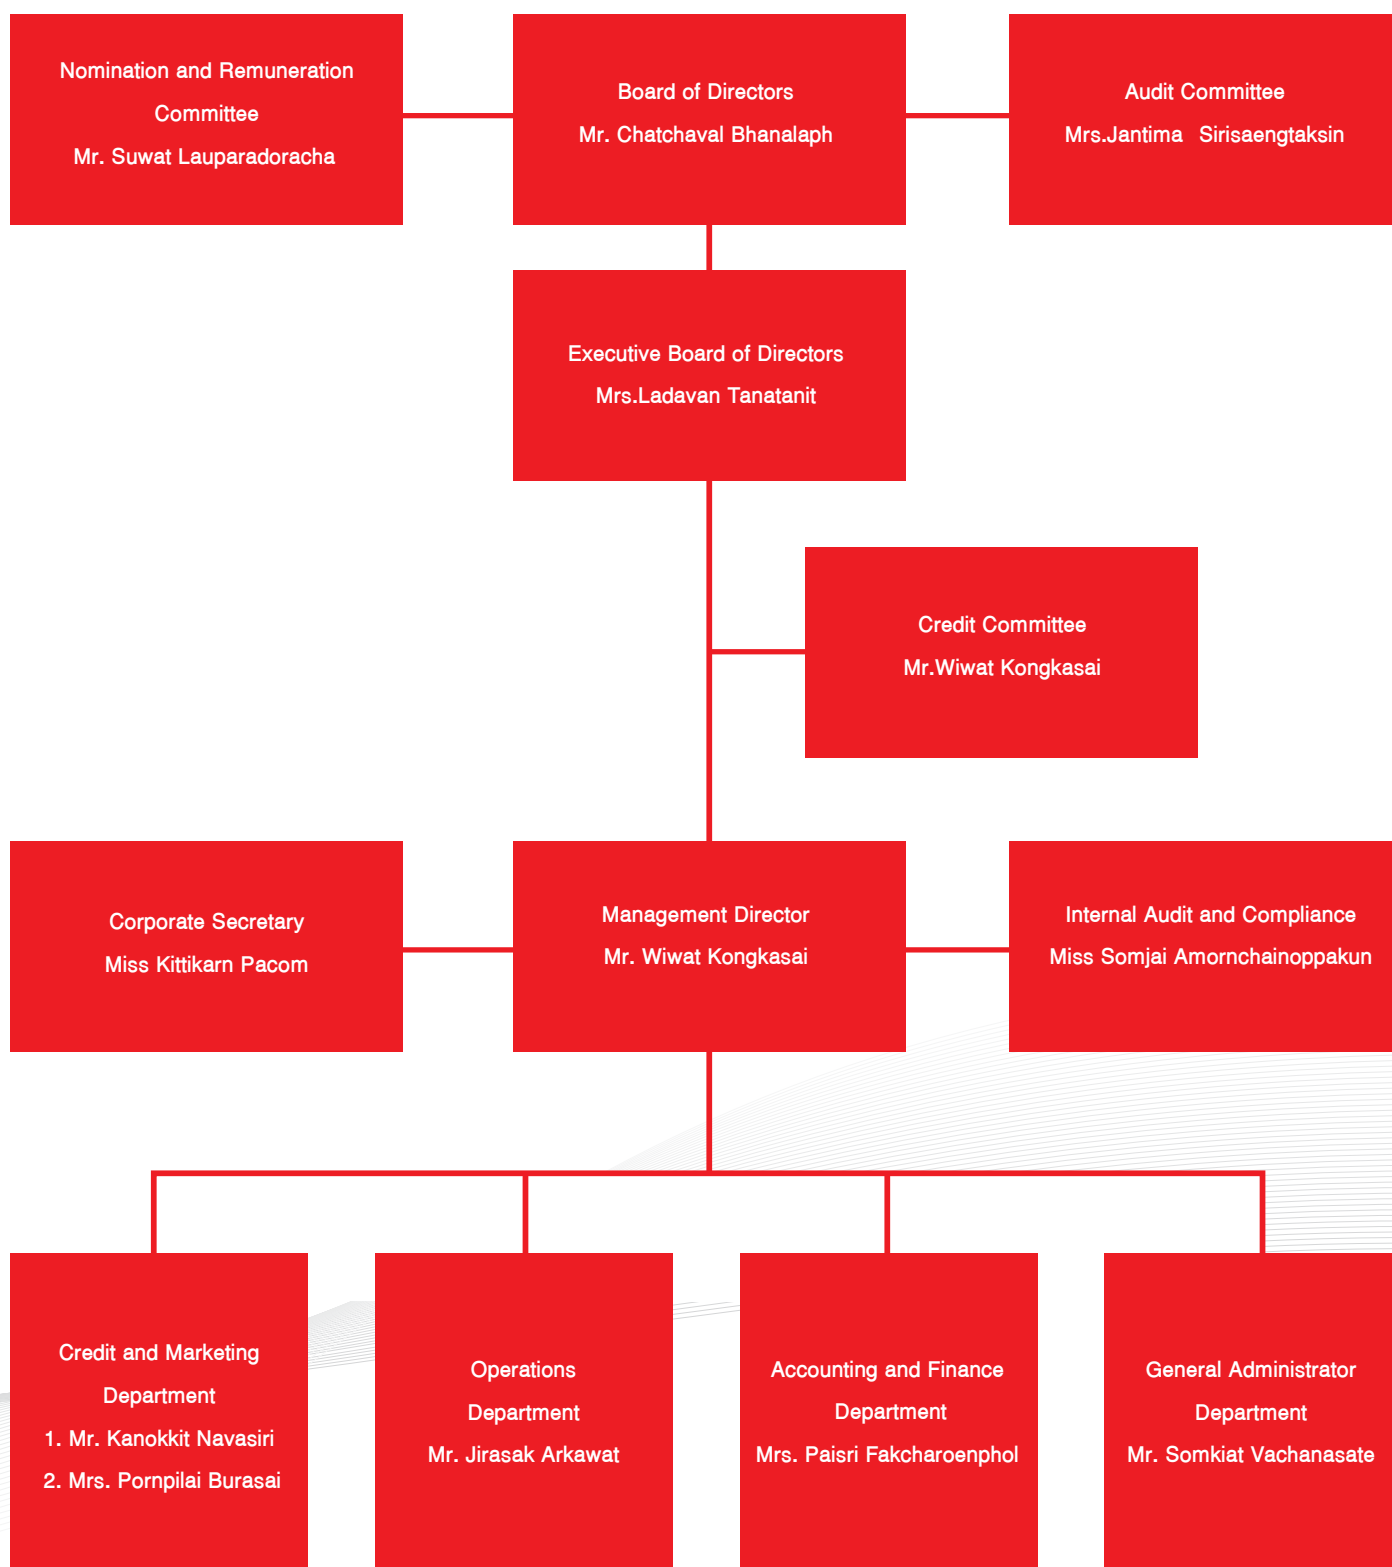 Nomination and Remuneration
Committee
Mr. Suwat Lauparadoracha
Board of Directors
Mr. Chatchaval Bhanalaph
Audit Committee
Mrs.Jantima Sirisaengtaksin
Executive Board of Directors
Mrs.Ladavan Tanatanit
Credit Committee
Mr.Wiwat Kongkasai
Corporate Secretary
Miss Kittikarn Pacom
Management Director
Mr. Wiwat Kongkasai
Internal Audit and Compliance
Miss Somjai Amornchainoppakun
Credit and Marketing
Department
1. Mr. Kanokkit Navasiri
2. Mrs. Pornpilai Burasai
Operations
Department
Mr. Jirasak Arkawat
Accounting and Finance
Department
Mrs. Paisri Fakcharoenphol
General Administrator
Department
Mr. Somkiat Vachanasate